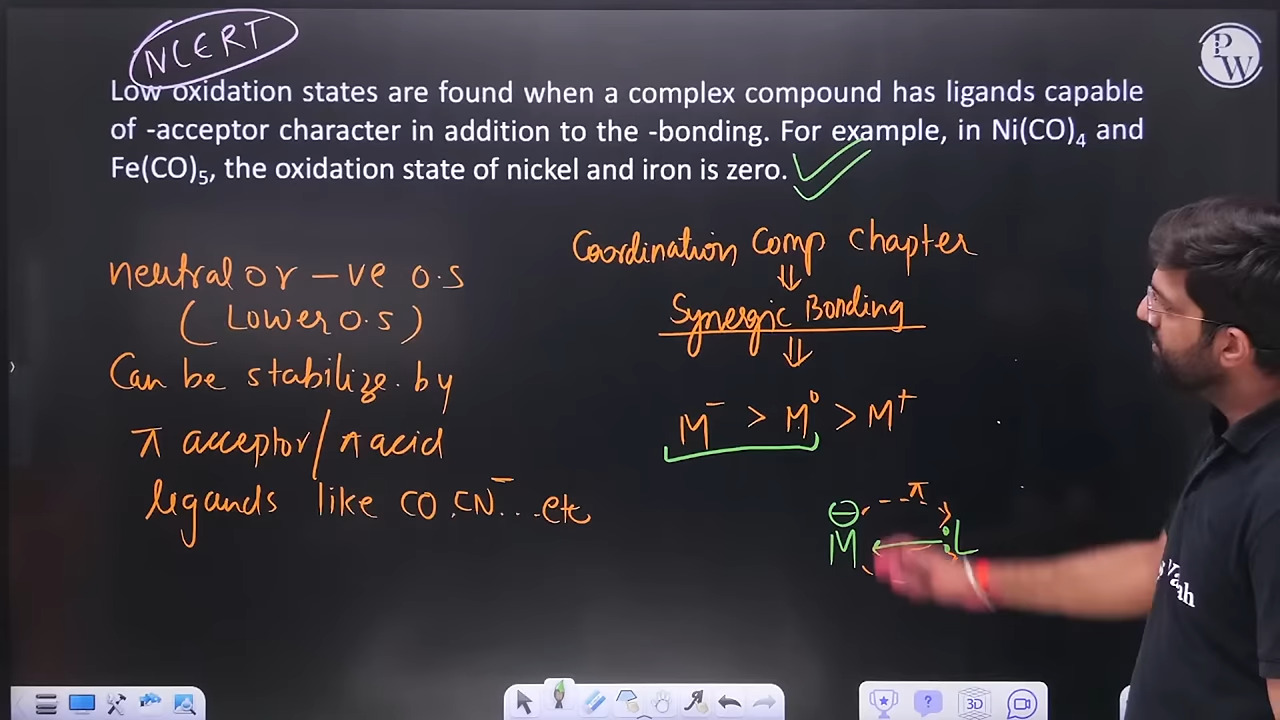 NCERT
PW
Low oxidation states are found when a complex compound has ligands capable
of -acceptor character in addition to the -bonding. For example, in Ni(CO)₄ and
Fe(CO)₅, the oxidation state of nickel and iron is zero.
Coordination Comp Chapter
⇓
Synergic Bonding
⇓
M⁻ > M⁰ > M⁺
neutral or -ve o.s
(Lower o.s)
Can be stabilize by
π acceptor/π acid
ligands like CO, CN⁻...etc
π
⊖
M ← :L
3D